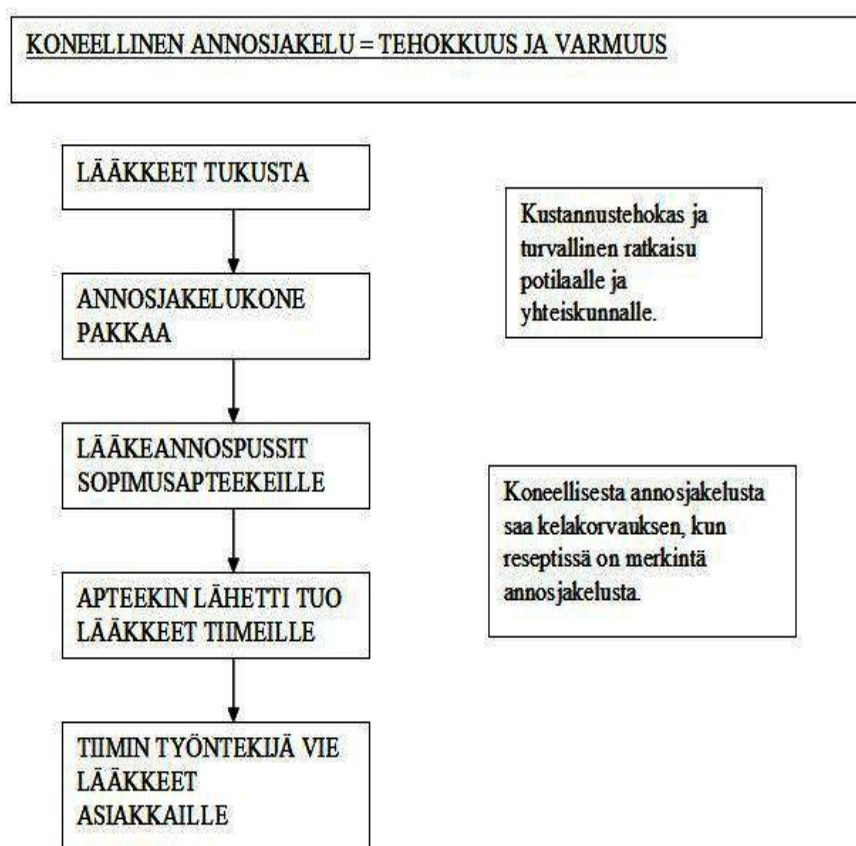 KONEELLINEN ANNOSJAKELU = TEHOKKUUS JA VARMUUS
LÄÄKKEET TUKUSTA
ANNOSJAKELUKONE
PAKKAA
LÄÄKEANNOSPUSSIT
SOPIMUSAPTEEKEILLE
APTEEKIN LÄHETTI TUO
LÄÄKKEET TIIMEILLE
TIIMIN TYÖNTEKIJÄ VIE
LÄÄKKEET
ASIAKKAILLE
Kustannustehokas ja
turvallinen ratkaisu
potilaalle ja
yhteiskunnalle.
Koneellisesta annosjakelusta
saa kelakorvauksen, kun
reseptissä on merkintä
annosjakelusta.